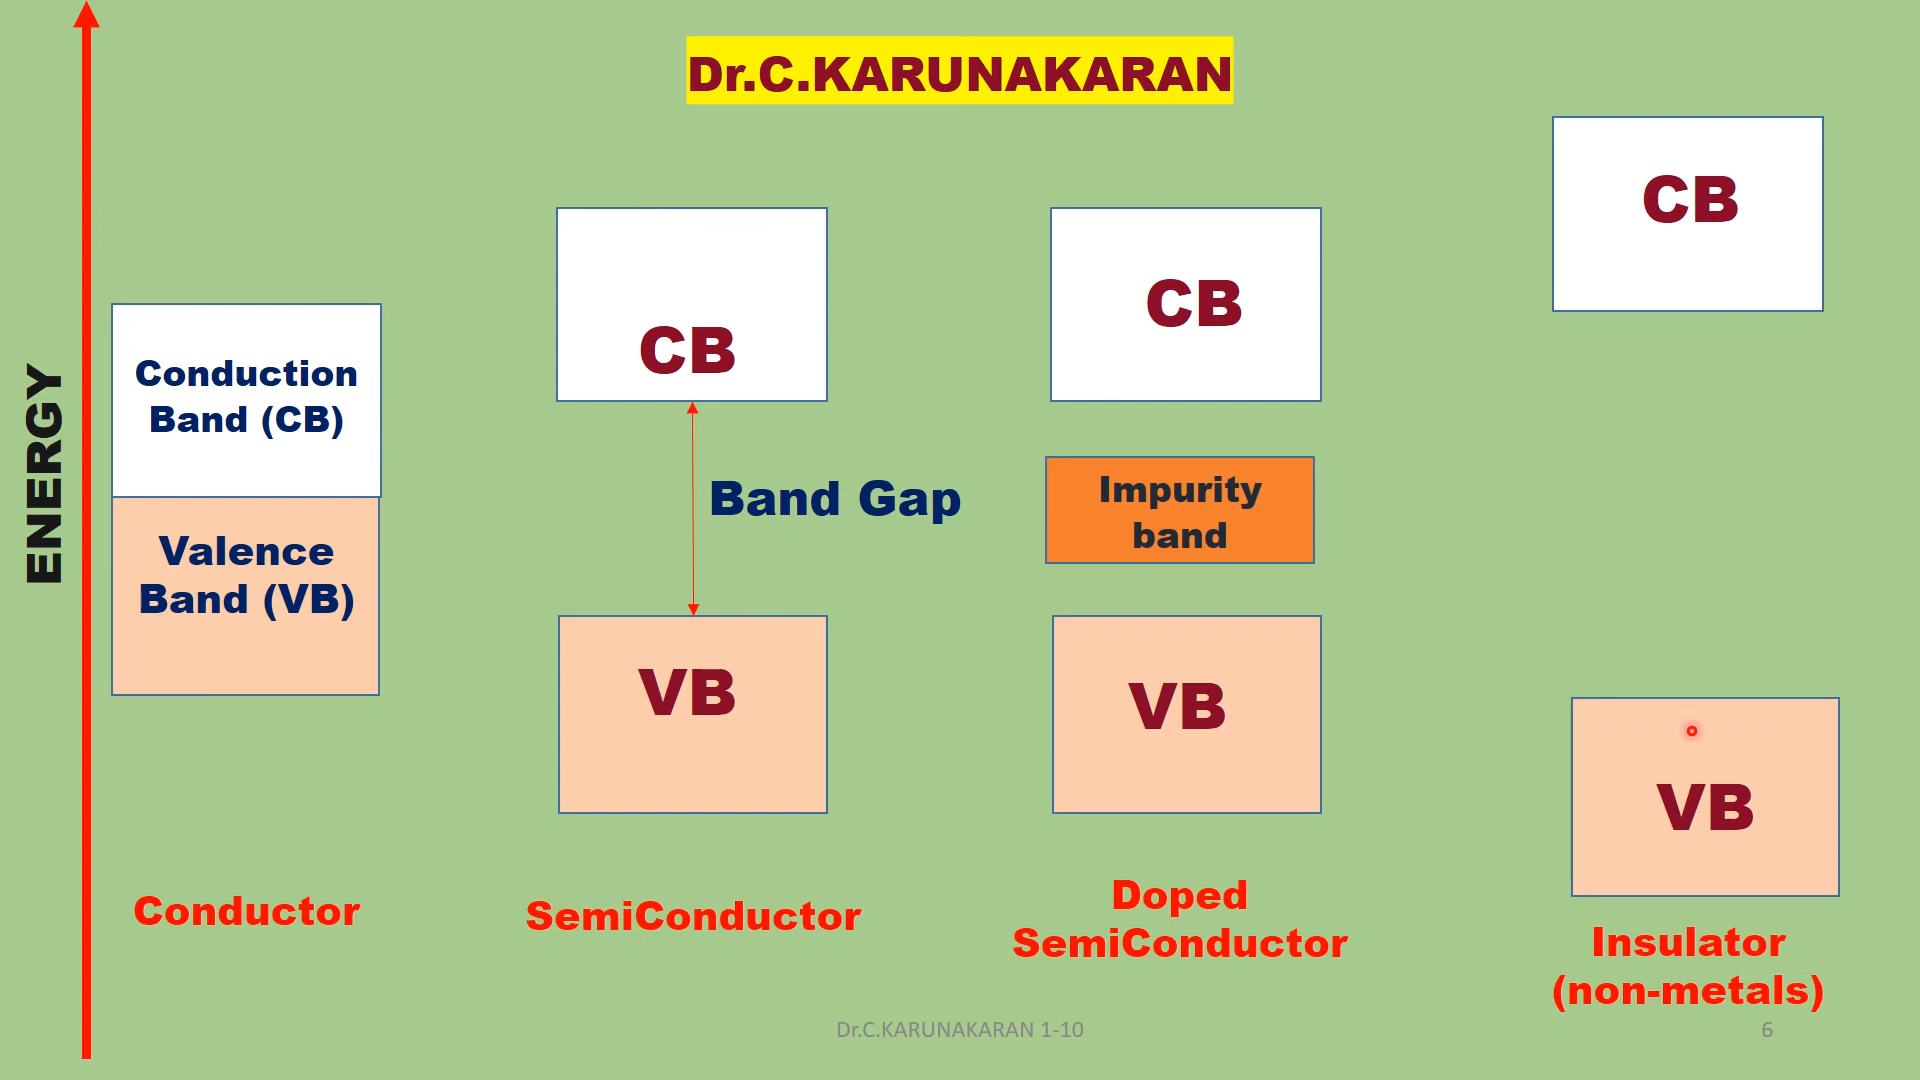 Dr.C.KARUNAKARAN
ENERGY
Conduction
Band (CB)
Valence
Band (VB)
Conductor
CB
Band Gap
VB
SemiConductor
CB
Impurity
band
VB
Doped
SemiConductor
CB
VB
Insulator
(non-metals)
Dr.C.KARUNAKARAN 1-10
6